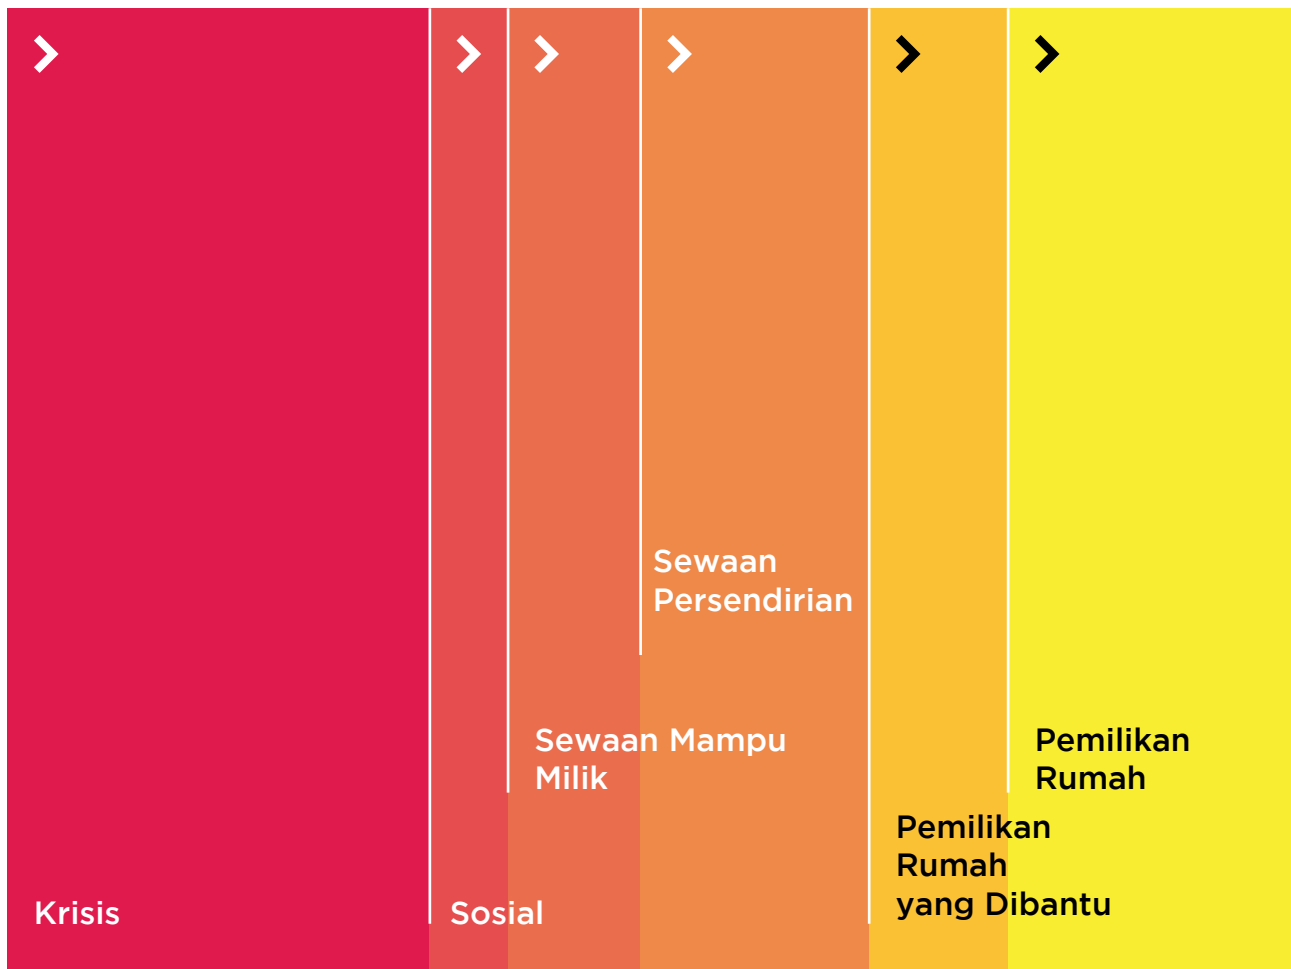 Krisis
Sosial
Sewaan Mampu
Milik
Sewaan
Persendirian
Pemilikan
Rumah
yang Dibantu
Pemilikan
Rumah